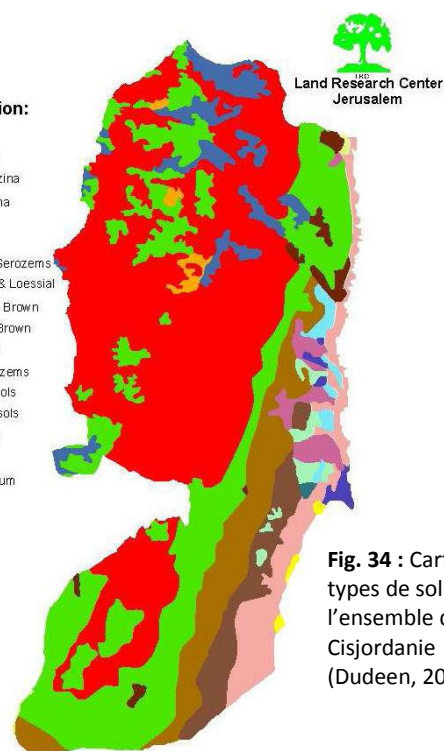 LRC
Land Research Center
Jerusalem
ion:
zina
na
Serozems
& Loessial
Brown
Brown
zems
ols
sols
um
Fig. 34 : Cart
types de sol
l'ensemble d
Cisjordanie
(Dudeen, 20